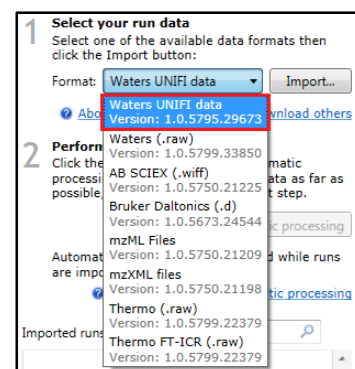 1 Select your run data
Select one of the available data formats then
click the Import button:
Format: Waters UNIFI data Import...
Waters UNIFI data
Version: 1.0.5795.29673
Abo wnload others
Waters (.raw)
Version: 1.0.5799.33850
2 Perform
Click the matic
AB SCIEX (.wiff)
processi ata as far as
Version: 1.0.5750.21225
possible, t step.
Bruker Daltonics (.d)
Version: 1.0.5673.24544 c processing
mzML Files
Version: 1.0.5750.21209
Automat d while runs
are impo
mzXML files
Version: 1.0.5750.21198
tic processing
Thermo (.raw)
Version: 1.0.5799.22379
Imported runs
Thermo FT-ICR (.raw)
Version: 1.0.5799.22379